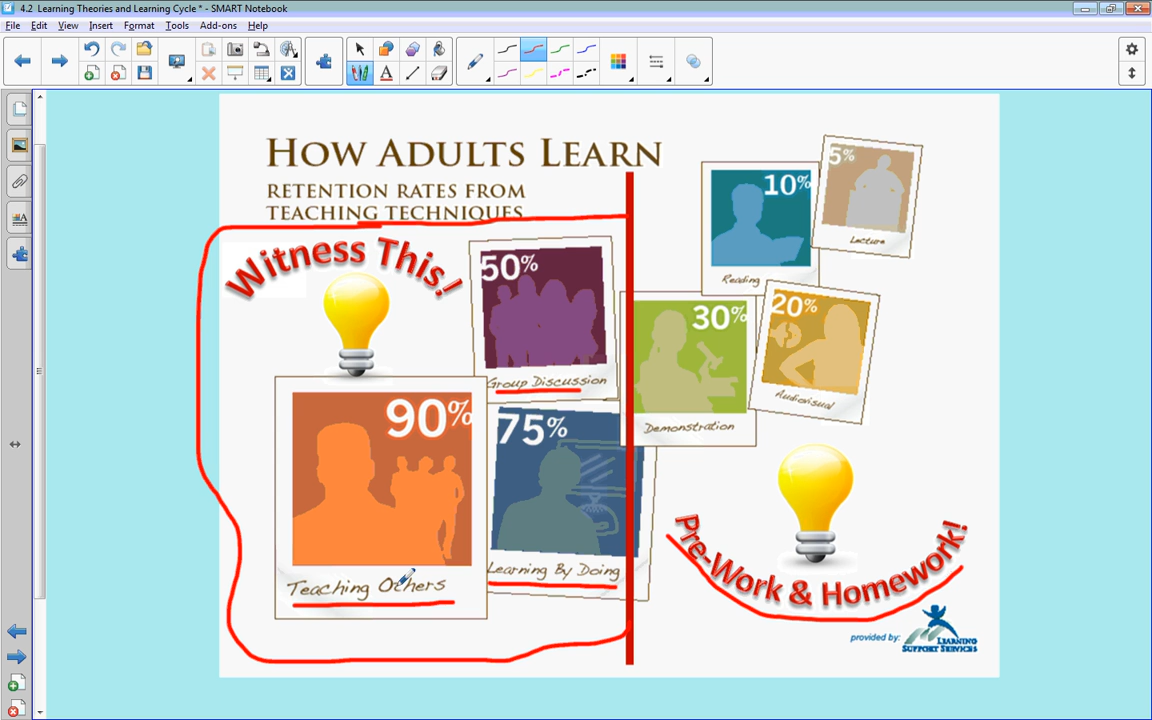 4.2 Learning Theories and Learning Cycle * - SMART Notebook
File Edit View Insert Format Tools Add-ons Help
HOW ADULTS LEARN
RETENTION RATES FROM
TEACHING TECHNIQUES
Witness This!
50%
Group Discussion
90%
Teaching Others
75%
Learning By Doing
5%
Lecture
10%
Reading
30%
Demonstration
20%
Audiovisual
Pre-Work & Homework!
provided by:
LEARNING
SUPPORT SERVICES